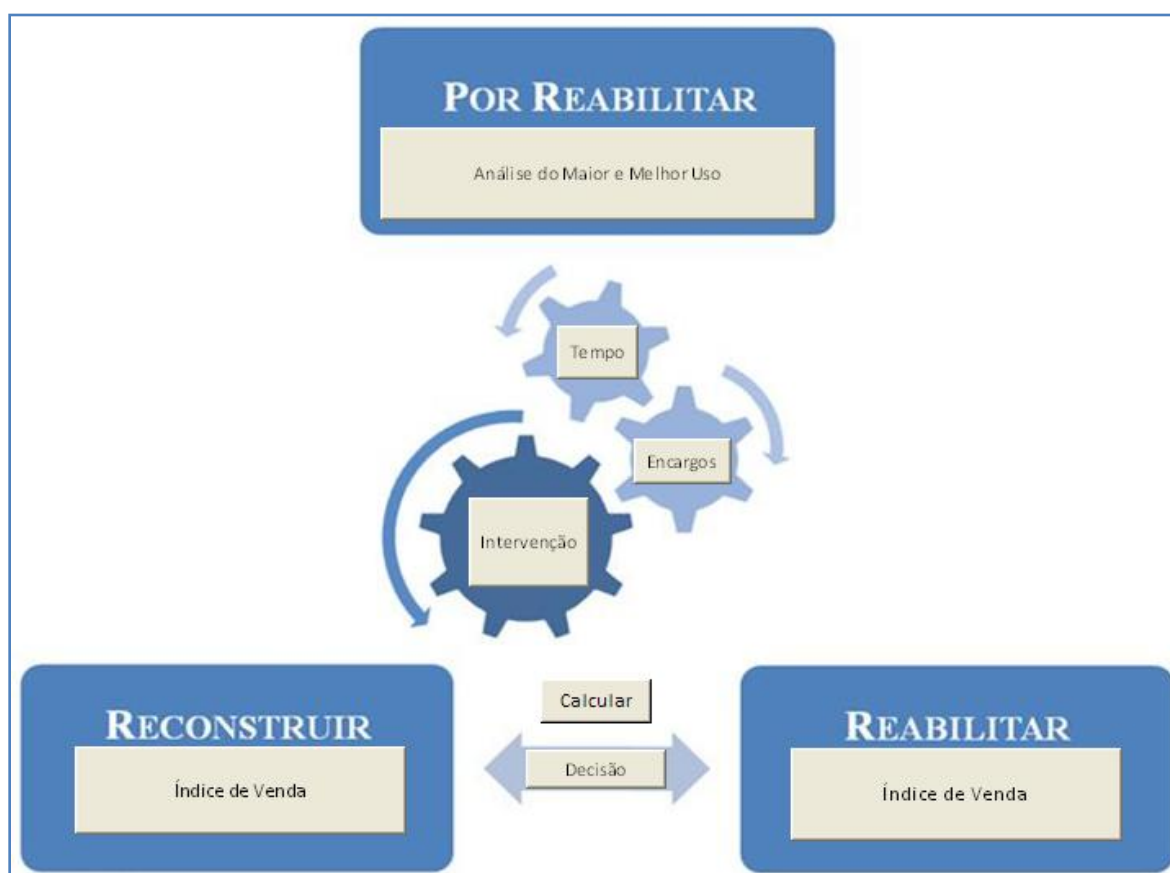 POR REABILITAR
Análise do Maior e Melhor Uso
Tempo
Encargos
Intervenção
Calcular
RECONSTRUIR
Índice de Venda
Decisão
REABILITAR
Índice de Venda